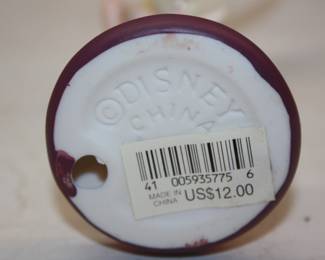 ©DISNEY
CHINA
41 005935775 6
MADE IN
CHINA US$12.00